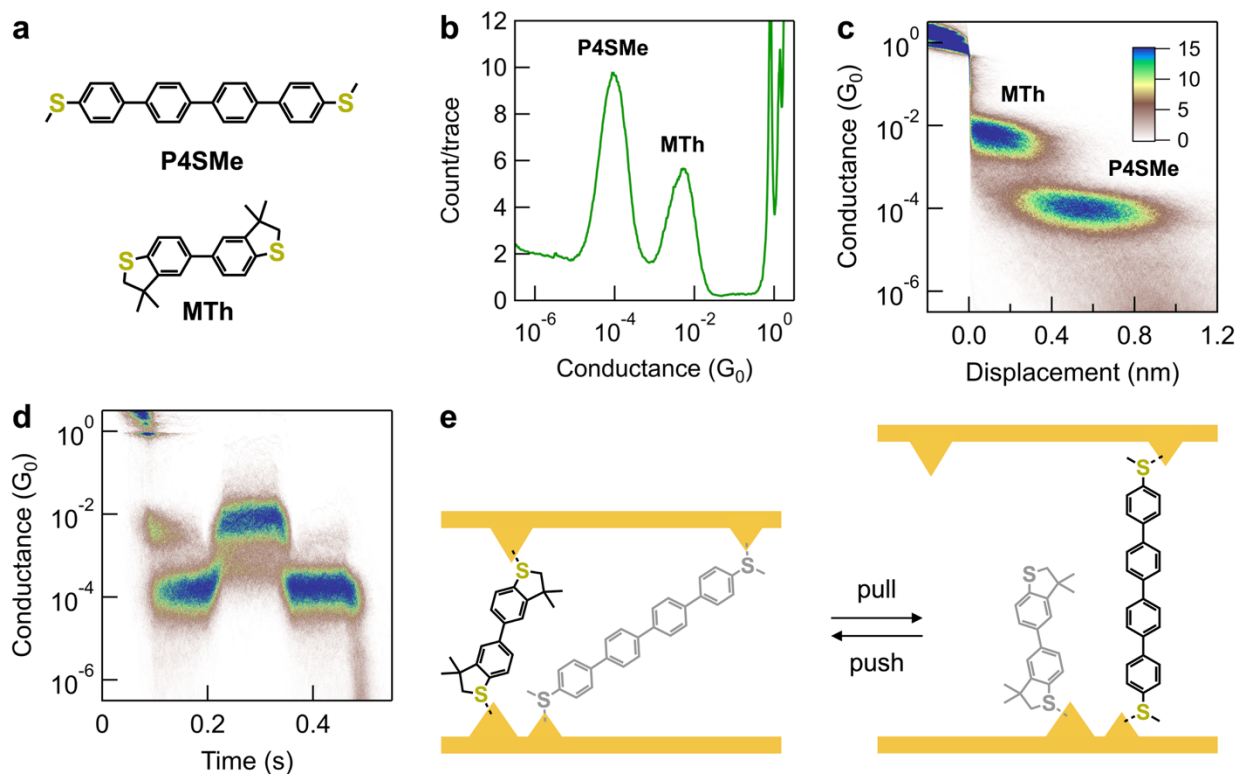 a
S
S
P4SMe
S
S
MTh
b
12
10
8
6
4
2
0
Count/trace
P4SMe
MTh
10⁻⁶
10⁻⁴
10⁻²
10⁰
Conductance (G₀)
c
10⁰
10⁻²
10⁻⁴
10⁻⁶
Conductance (G₀)
MTh
P4SMe
15
10
5
0
0.0
0.4
0.8
1.2
Displacement (nm)
d
10⁰
10⁻²
10⁻⁴
10⁻⁶
Conductance (G₀)
0
0.2
0.4
Time (s)
e
S
S
S
S
pull
push
S
S
S
S